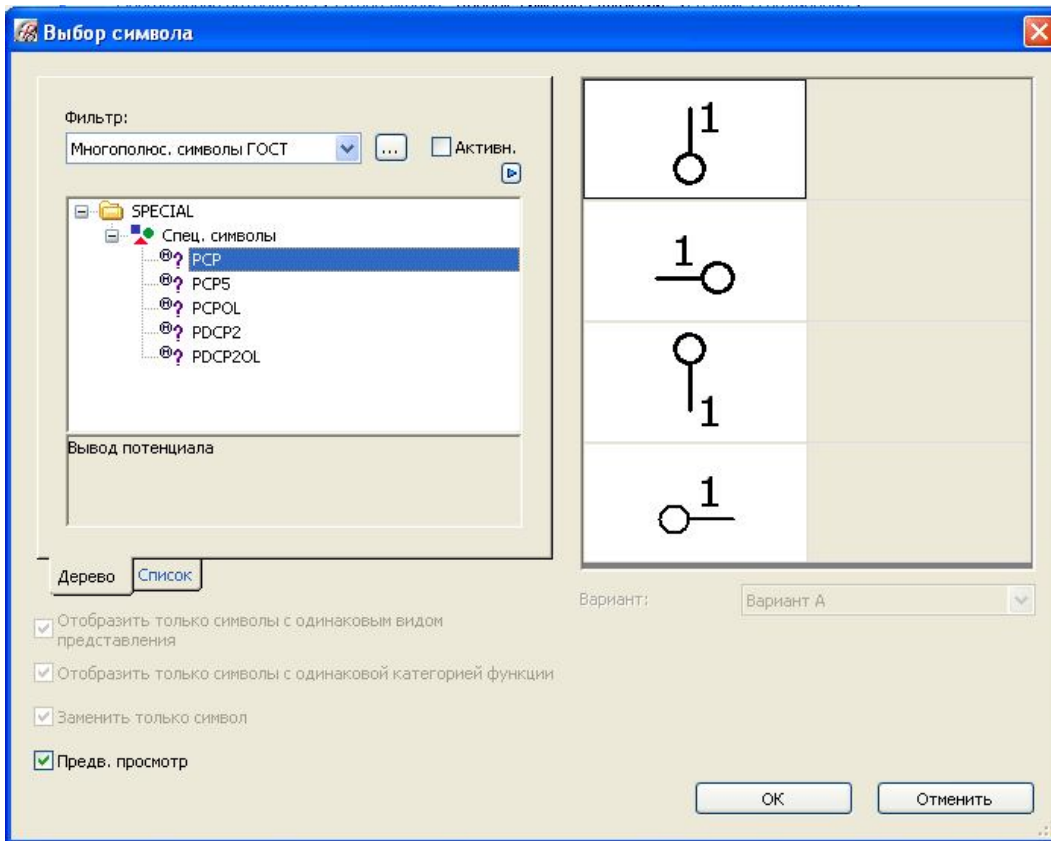 Выбор символа
Фильтр:
Многополюс. символы ГОСТ
...
Активн.
SPECIAL
Спец. символы
PCP
PCP5
PCPOL
PDCP2
PDCP2OL
Вывод потенциала
Дерево
Список
Отобразить только символы с одинаковым видом
представления
Отобразить только символы с одинаковой категорией функции
Заменить только символ
Предв. просмотр
1
1
1
1
Вариант:
Вариант A
ОК
Отменить